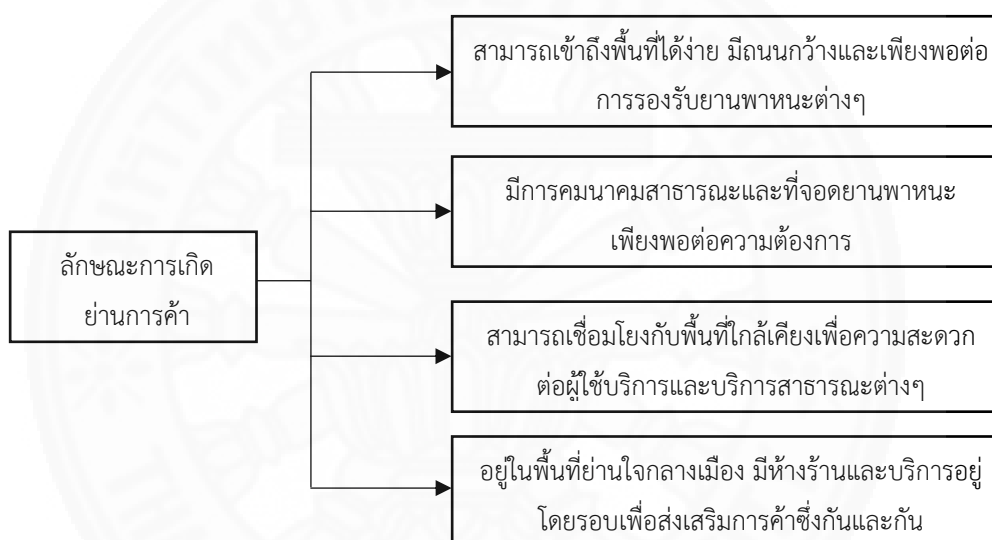 สามารถเข้าถึงพื้นที่ได้ง่าย มีถนนกว้างและเพียงพอต่อ
การรองรับยานพาหนะต่างๆ
มีการคมนาคมสาธารณะและที่จอดยานพาหนะ
เพียงพอต่อความต้องการ
ลักษณะการเกิด
ย่านการค้า
สามารถเชื่อมโยงกับพื้นที่ใกล้เคียงเพื่อความสะดวก
ต่อผู้ใช้บริการและบริการสาธารณะต่างๆ
อยู่ในพื้นที่ย่านใจกลางเมือง มีห้างร้านและบริการอยู่
โดยรอบเพื่อส่งเสริมการค้าซึ่งกันและกัน